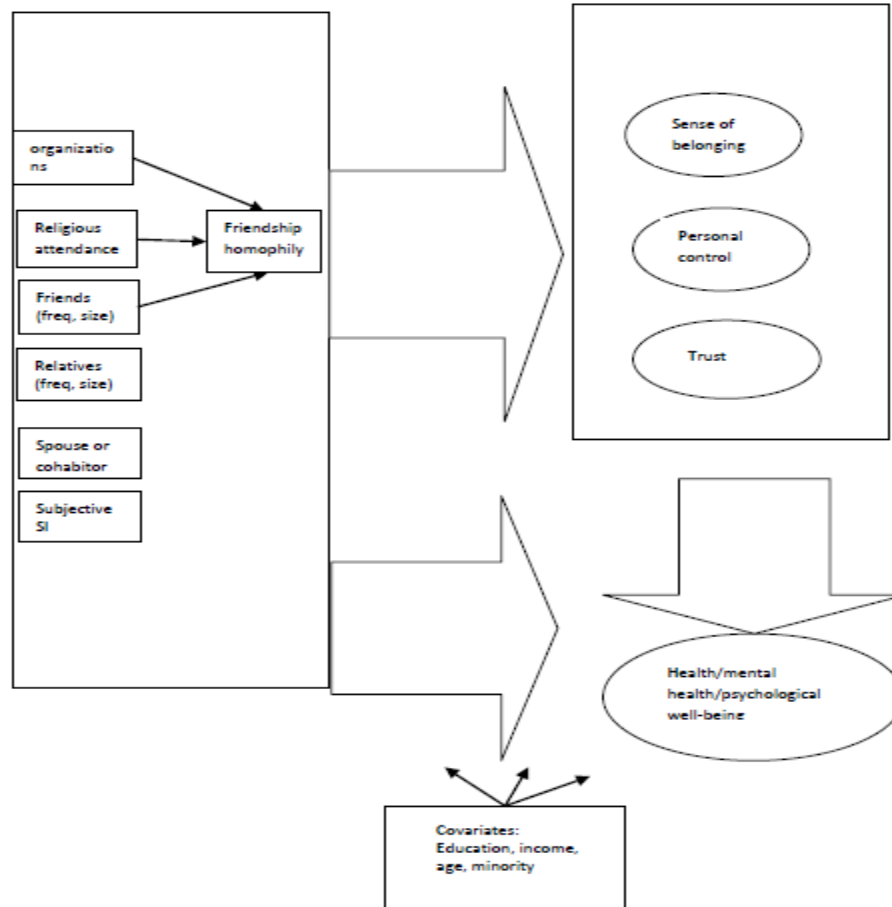 organizatio
ns
Religious
attendance
Friends
(freq, size)
Relatives
(freq, size)
Spouse or
cohabitor
Subjective
SI
Friendship
homophily
Sense of
belonging
Personal
control
Trust
Health/mental
health/psychological
well-being
Covariates:
Education, income,
age, minority